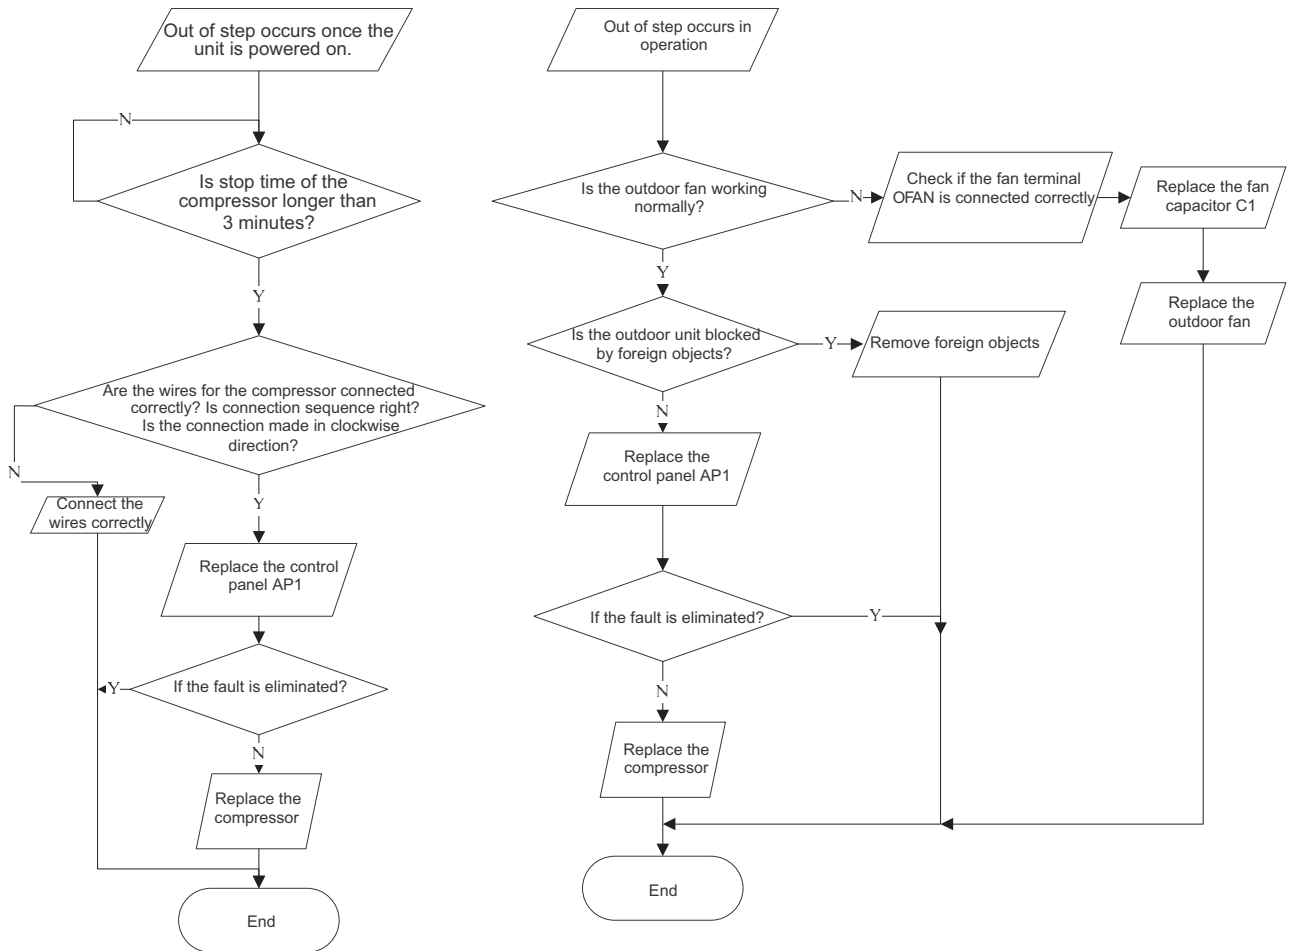 Out of step occurs once the
unit is powered on.
N
Is stop time of the
compressor longer than
3 minutes?
Y
Are the wires for the compressor connected
correctly? Is connection sequence right?
Is the connection made in clockwise
direction?
N
Connect the
wires correctly
Y
Replace the control
panel AP1
If the fault is eliminated?
Y
N
Replace the
compressor
End
Out of step occurs in
operation
Is the outdoor fan working
normally?
N
Check if the fan terminal
OFAN is connected correctly
Replace the fan
capacitor C1
Replace the
outdoor fan
Y
Is the outdoor unit blocked
by foreign objects?
Y
Remove foreign objects
N
Replace the
control panel AP1
If the fault is eliminated?
Y
N
Replace the
compressor
End